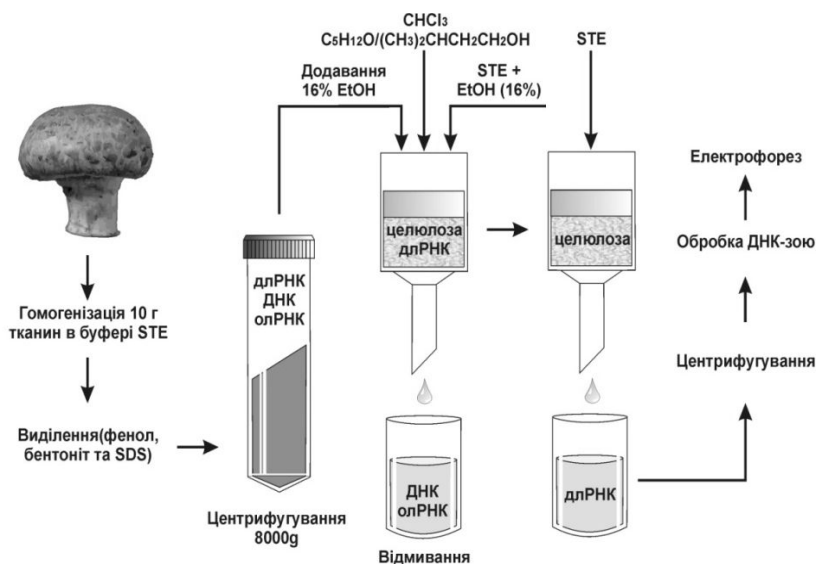 CHCl₃
C₅H₁₂O/(CH₃)₂CHCH₂CH₂OH
STE
Додавання
16% EtOH
STE +
EtOH (16%)
целюлоза
длРНК
целюлоза
Електрофорез
Обробка ДНК-зою
Центрифугування
длРНК
ДНК
олРНК
Гомогенізація 10 г
тканин в буфері STE
Виділення(фенол,
бентоніт та SDS)
Центрифугування
8000g
ДНК
олРНК
Відмивання
длРНК